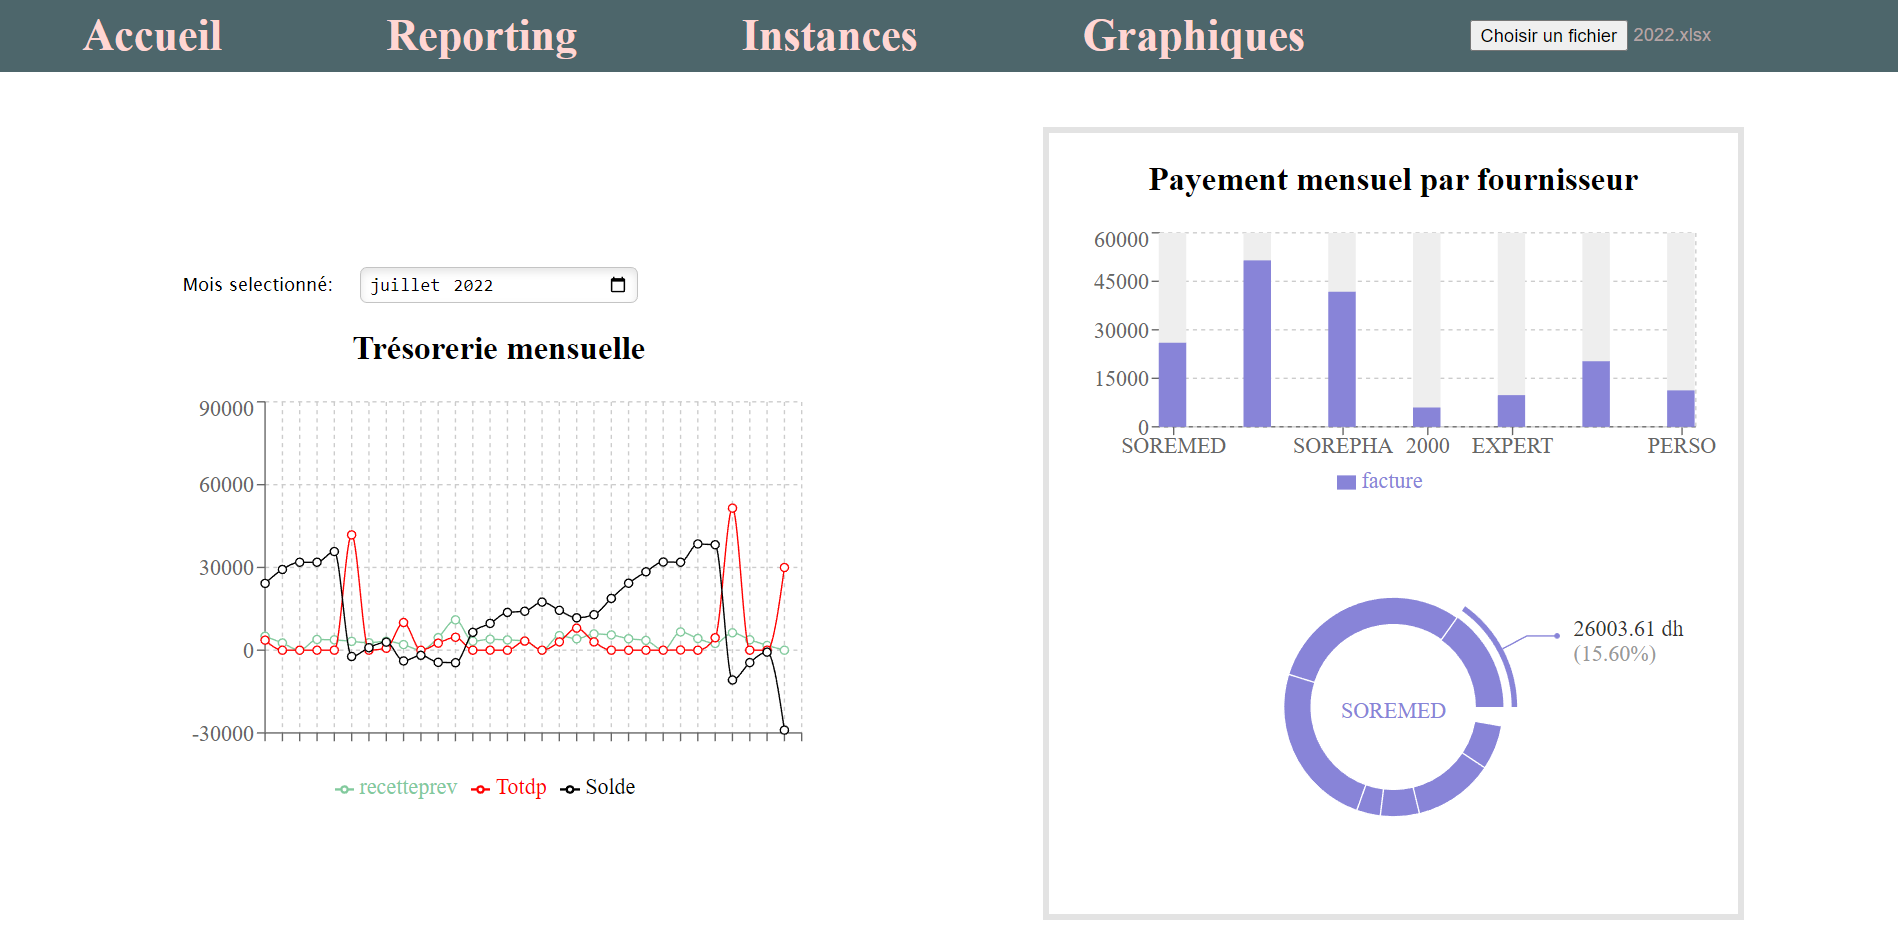 Accueil Reporting Instances Graphiques Choisir un fichier 2022.xlsx
Mois selectionné: juillet 2022
Trésorerie mensuelle
90000
60000
30000
0
-30000
recetteprev Totdp Solde
Payement mensuel par fournisseur
60000
45000
30000
15000
0
SOREMED SOREPHA 2000 EXPERT PERSO
facture
26003.61 dh
(15.60%)
SOREMED